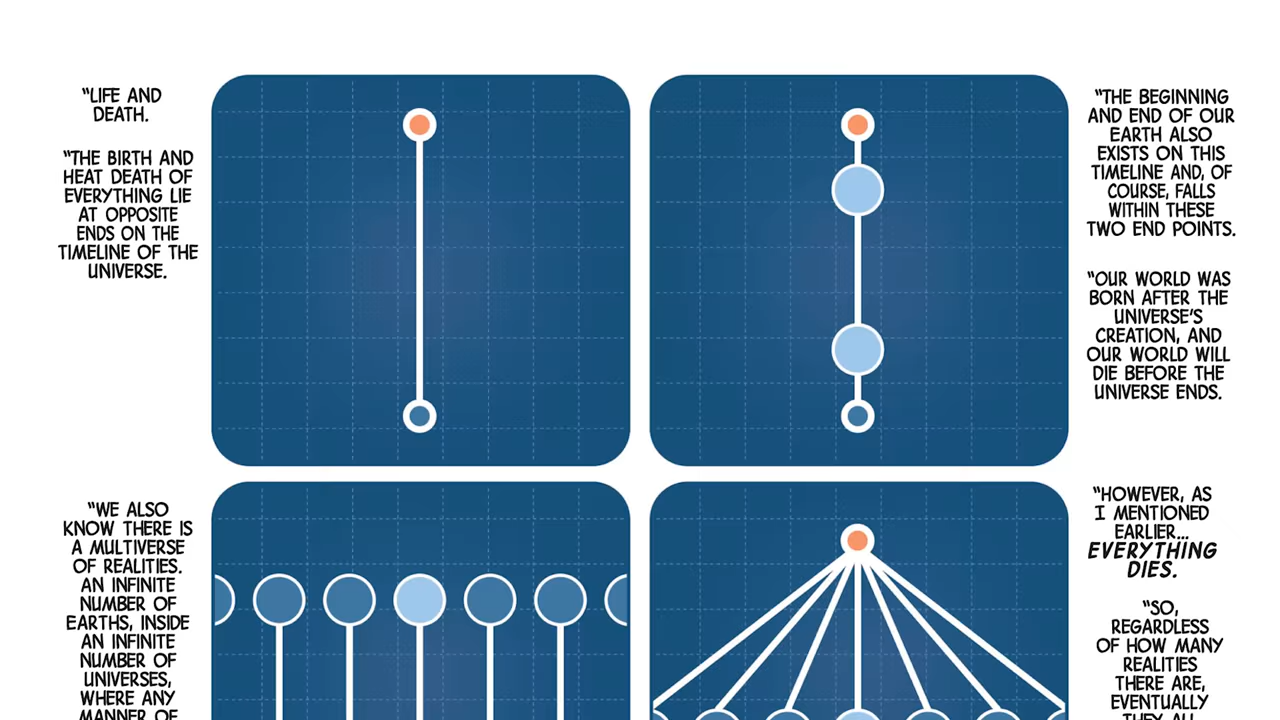 “LIFE AND
DEATH.
“THE BIRTH AND
HEAT DEATH OF
EVERYTHING LIE
AT OPPOSITE
ENDS ON THE
TIMELINE OF THE
UNIVERSE.
“THE BEGINNING
AND END OF OUR
EARTH ALSO
EXISTS ON THIS
TIMELINE AND, OF
COURSE, FALLS
WITHIN THESE
TWO END POINTS.
“OUR WORLD WAS
BORN AFTER THE
UNIVERSE'S
CREATION, AND
OUR WORLD WILL
DIE BEFORE THE
UNIVERSE ENDS.
“WE ALSO
KNOW THERE IS
A MULTIVERSE
OF REALITIES.
AN INFINITE
NUMBER OF
EARTHS, INSIDE
AN INFINITE
NUMBER OF
UNIVERSES,
WHERE ANY
MANNER OF
“HOWEVER, AS
I MENTIONED
EARLIER...
EVERYTHING
DIES.
“SO,
REGARDLESS
OF HOW MANY
REALITIES
THERE ARE,
EVENTUALLY
THEY ALL